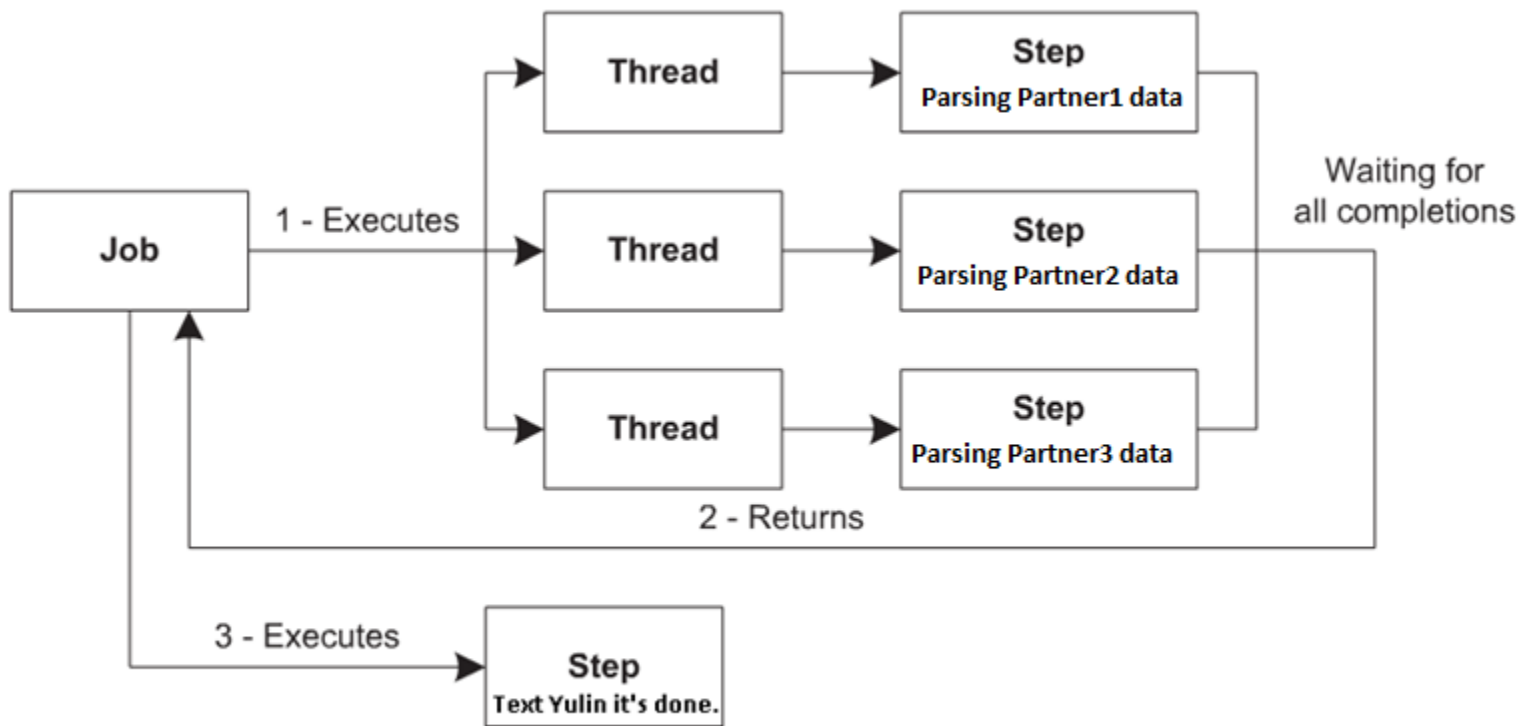 Thread
Step
Parsing Partner1 data
Waiting for
all completions
Job
1 - Executes
Thread
Step
Parsing Partner2 data
Thread
Step
Parsing Partner3 data
2 - Returns
3 - Executes
Step
Text Yulin it's done.